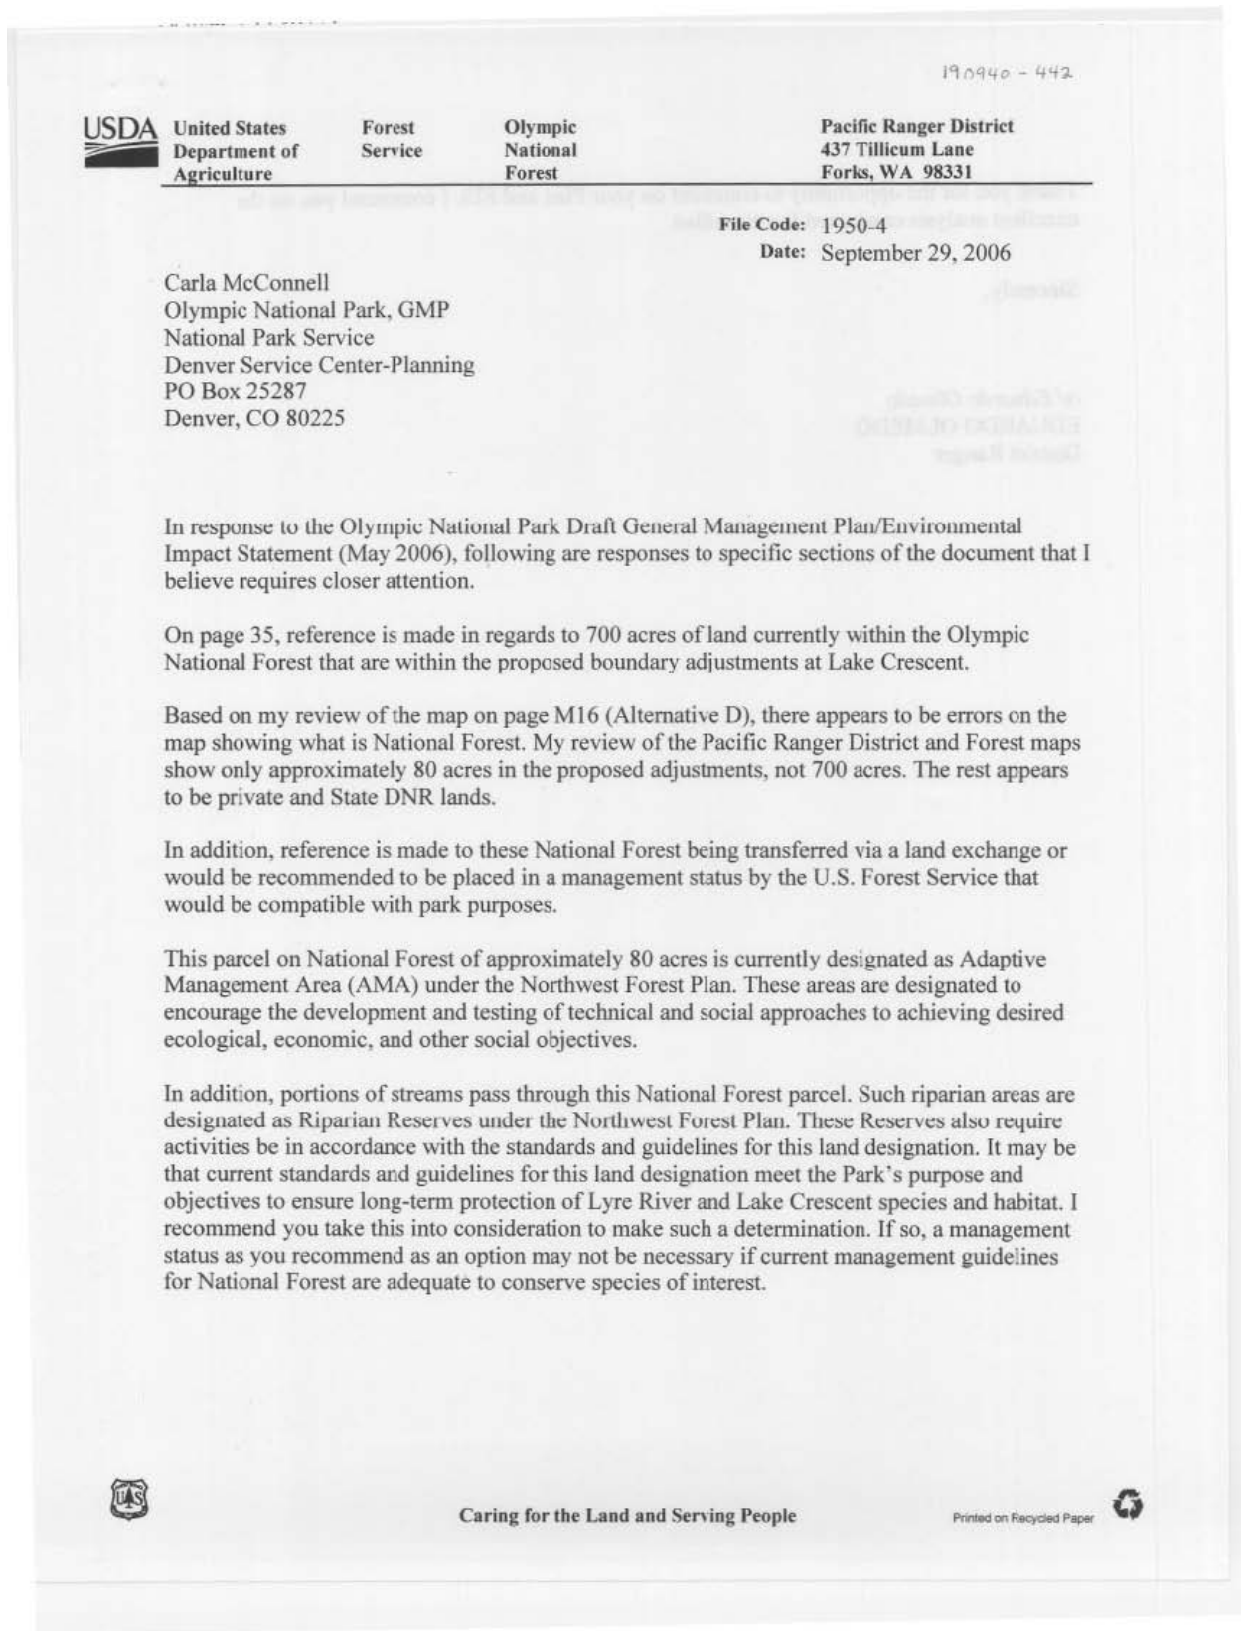 190940 - 442
USDA United States Forest Olympic Pacific Ranger District
Department of Service National 437 Tillicum Lane
Agriculture Forest Forks, WA 98331
File Code: 1950-4
Date: September 29, 2006
Carla McConnell
Olympic National Park, GMP
National Park Service
Denver Service Center-Planning
PO Box 25287
Denver, CO 80225
In response to the Olympic National Park Draft General Management Plan/Environmental
Impact Statement (May 2006), following are responses to specific sections of the document that I
believe requires closer attention.
On page 35, reference is made in regards to 700 acres of land currently within the Olympic
National Forest that are within the proposed boundary adjustments at Lake Crescent.
Based on my review of the map on page M16 (Alternative D), there appears to be errors on the
map showing what is National Forest. My review of the Pacific Ranger District and Forest maps
show only approximately 80 acres in the proposed adjustments, not 700 acres. The rest appears
to be private and State DNR lands.
In addition, reference is made to these National Forest being transferred via a land exchange or
would be recommended to be placed in a management status by the U.S. Forest Service that
would be compatible with park purposes.
This parcel on National Forest of approximately 80 acres is currently designated as Adaptive
Management Area (AMA) under the Northwest Forest Plan. These areas are designated to
encourage the development and testing of technical and social approaches to achieving desired
ecological, economic, and other social objectives.
In addition, portions of streams pass through this National Forest parcel. Such riparian areas are
designated as Riparian Reserves under the Northwest Forest Plan. These Reserves also require
activities be in accordance with the standards and guidelines for this land designation. It may be
that current standards and guidelines for this land designation meet the Park's purpose and
objectives to ensure long-term protection of Lyre River and Lake Crescent species and habitat. I
recommend you take this into consideration to make such a determination. If so, a management
status as you recommend as an option may not be necessary if current management guidelines
for National Forest are adequate to conserve species of interest.
UAS
Caring for the Land and Serving People
Printed on Recycled Paper